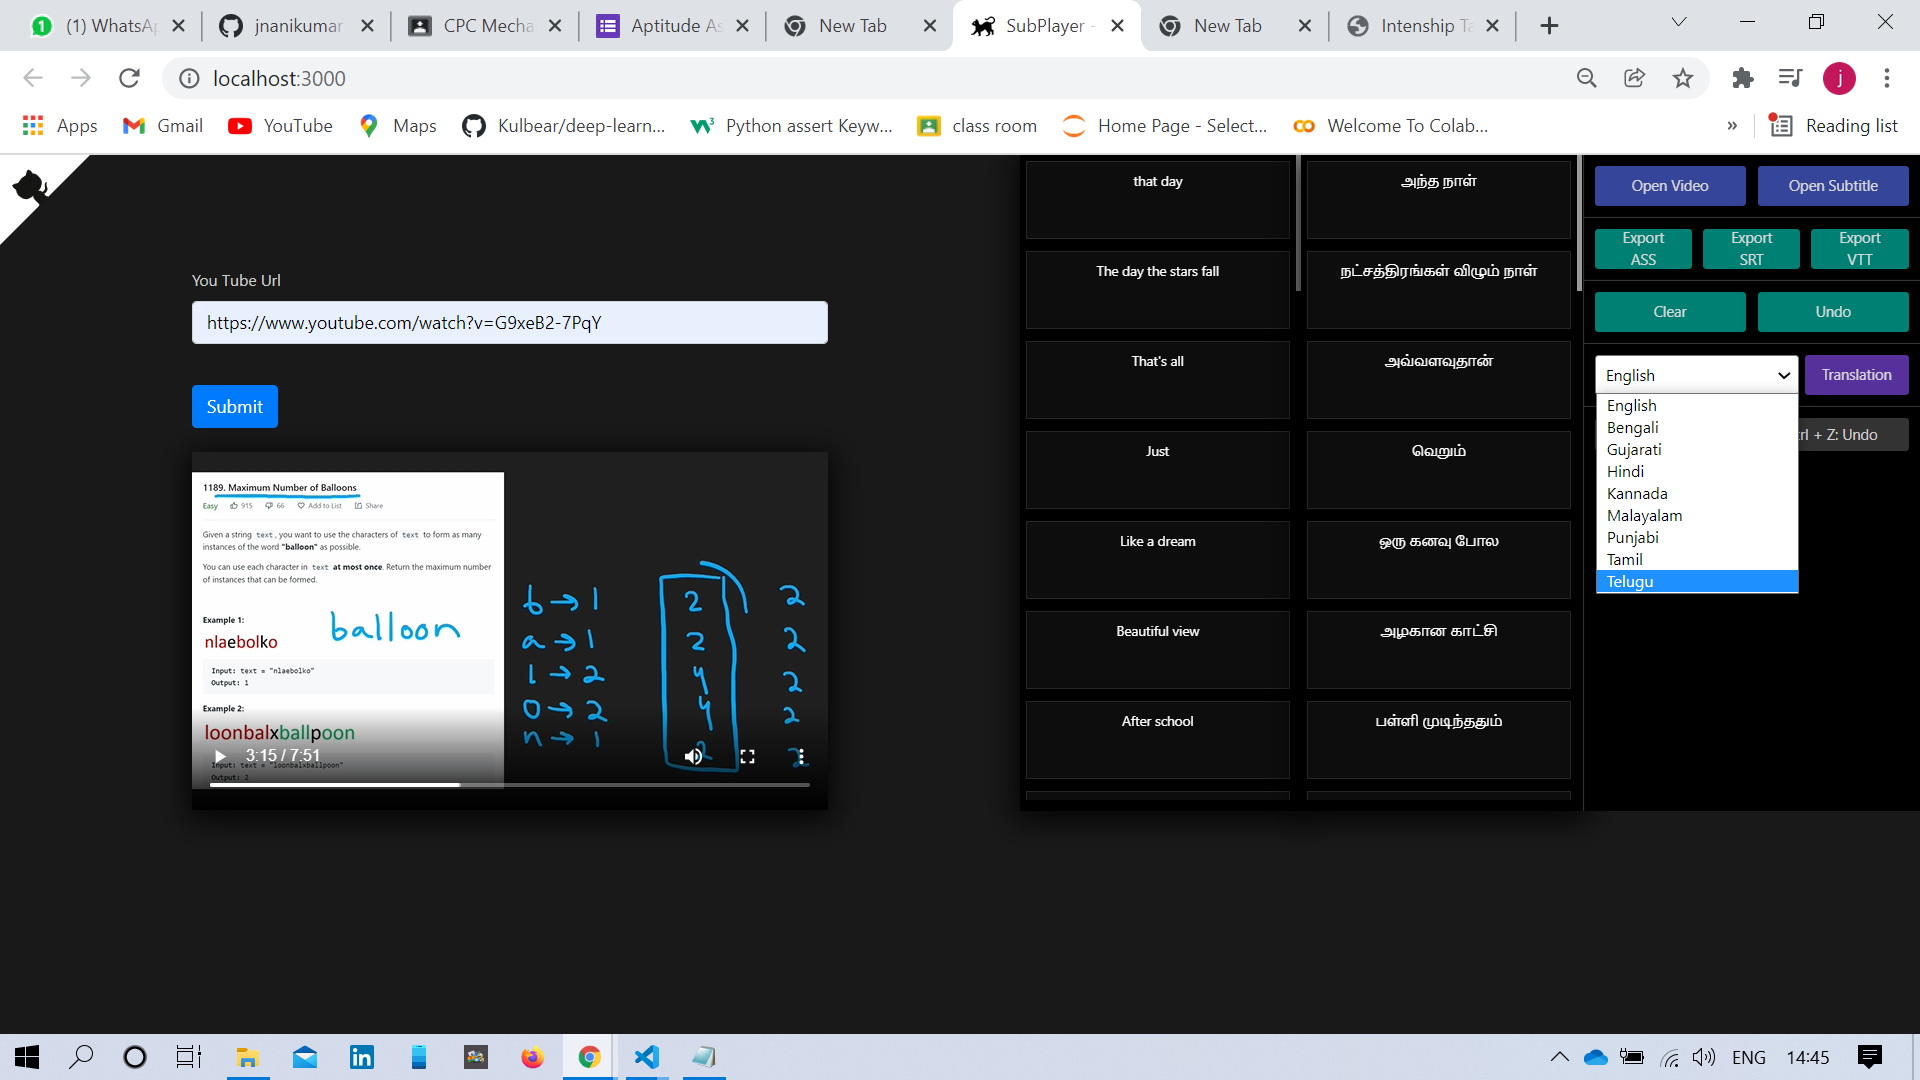 (1) WhatsAp
jnanikumar
CPC Mecha
Aptitude As
New Tab
SubPlayer -
New Tab
Intenship Ta
localhost:3000
j
Apps
Gmail
YouTube
Maps
Kulbear/deep-learn...
Python assert Keyw...
class room
Home Page - Select...
Welcome To Colab...
»
Reading list
You Tube Url
https://www.youtube.com/watch?v=G9xeB2-7PqY
Submit
1189. Maximum Number of Balloons
Easy 915 66 Add to List Share
Given a string text, you want to use the characters of text to form as many
instances of the word "balloon" as possible.
You can use each character in text at most once. Return the maximum number
of instances that can be formed.
Example 1:
nlaebolko
balloon
Input: text = "nlaebolko"
Output: 1
Example 2:
loonbalxballpoon
Input: text = "loonbalxballpoon"
Output: 2
3:15 / 7:51
b → 1 2 2
a → 1 2 2
l → 2 4 2
o → 2 4 2
n → 1 2 2
that day
அந்த நாள்
The day the stars fall
நட்சத்திரங்கள் விழும் நாள்
That's all
அவ்வளவுதான்
Just
வெறும்
Like a dream
ஒரு கனவு போல
Beautiful view
அழகான காட்சி
After school
பள்ளி முடிந்ததும்
Open Video
Open Subtitle
Export
ASS
Export
SRT
Export
VTT
Clear
Undo
English
Translation
English
Bengali
Gujarati
Hindi
Kannada
Malayalam
Punjabi
Tamil
Telugu
rl + Z: Undo
ENG
14:45